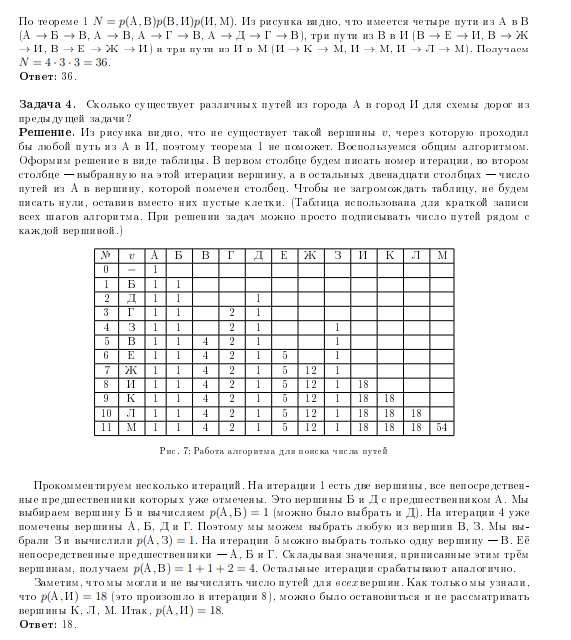 По теореме 1 N = p(А, В)p(В, И)p(И, М). Из рисунка видно, что имеется четыре пути из А в В
(А → Б → В, А → В, А → Г → В, А → Д → Г → В), три пути из В в И (В → Е → И, В → Ж
→ И, В → Е → Ж → И) и три пути из И в М (И → К → М, И → М, И → Л → М). Получаем
N = 4 · 3 · 3 = 36.
Ответ: 36.
Задача 4. Сколько существует различных путей из города А в город И для схемы дорог из
предыдущей задачи?
Решение. Из рисунка видно, что не существует такой вершины v, через которую проходил
бы любой путь из А в И, поэтому теорема 1 не поможет. Воспользуемся общим алгоритмом.
Оформим решение в виде таблицы. В первом столбце будем писать номер итерации, во втором
столбце — выбранную на этой итерации вершину, а в остальных двенадцати столбцах — число
путей из А в вершину, которой помечен столбец. Чтобы не загромождать таблицу, не будем
писать нули, оставив вместо них пустые клетки. (Таблица использована для краткой записи
всех шагов алгоритма. При решении задач можно просто подписывать число путей рядом с
каждой вершиной.)
№ v А Б В Г Д Е Ж З И К Л М
0 − 1
1 Б 1 1
2 Д 1 1 1
3 Г 1 1 2 1
4 З 1 1 2 1 1
5 В 1 1 4 2 1 1
6 Е 1 1 4 2 1 5 1
7 Ж 1 1 4 2 1 5 12 1
8 И 1 1 4 2 1 5 12 1 18
9 К 1 1 4 2 1 5 12 1 18 18
10 Л 1 1 4 2 1 5 12 1 18 18 18
11 М 1 1 4 2 1 5 12 1 18 18 18 54
Рис. 7: Работа алгоритма для поиска числа путей
Прокомментируем несколько итераций. На итерации 1 есть две вершины, все непосредствен-
ные предшественники которых уже отмечены. Это вершины Б и Д с предшественником А. Мы
выбираем вершину Б и вычисляем p(А, Б) = 1 (можно было выбрать и Д). На итерации 4 уже
помечены вершины А, Б, Д и Г. Поэтому мы можем выбрать любую из вершин В, З. Мы вы-
брали З и вычислили p(А, З) = 1. На итерации 5 можно выбрать только одну вершину — В. Её
непосредственные предшественники — А, Б и Г. Складывая значения, приписанные этим трём
вершинам, получаем p(А, В) = 1 + 1 + 2 = 4. Остальные итерации срабатывают аналогично.
Заметим, что мы могли и не вычислять число путей для всех вершин. Как только мы узнали,
что p(А, И) = 18 (это произошло в итерации 8), можно было остановиться и не рассматривать
вершины К, Л, М. Итак, p(А, И) = 18.
Ответ: 18.